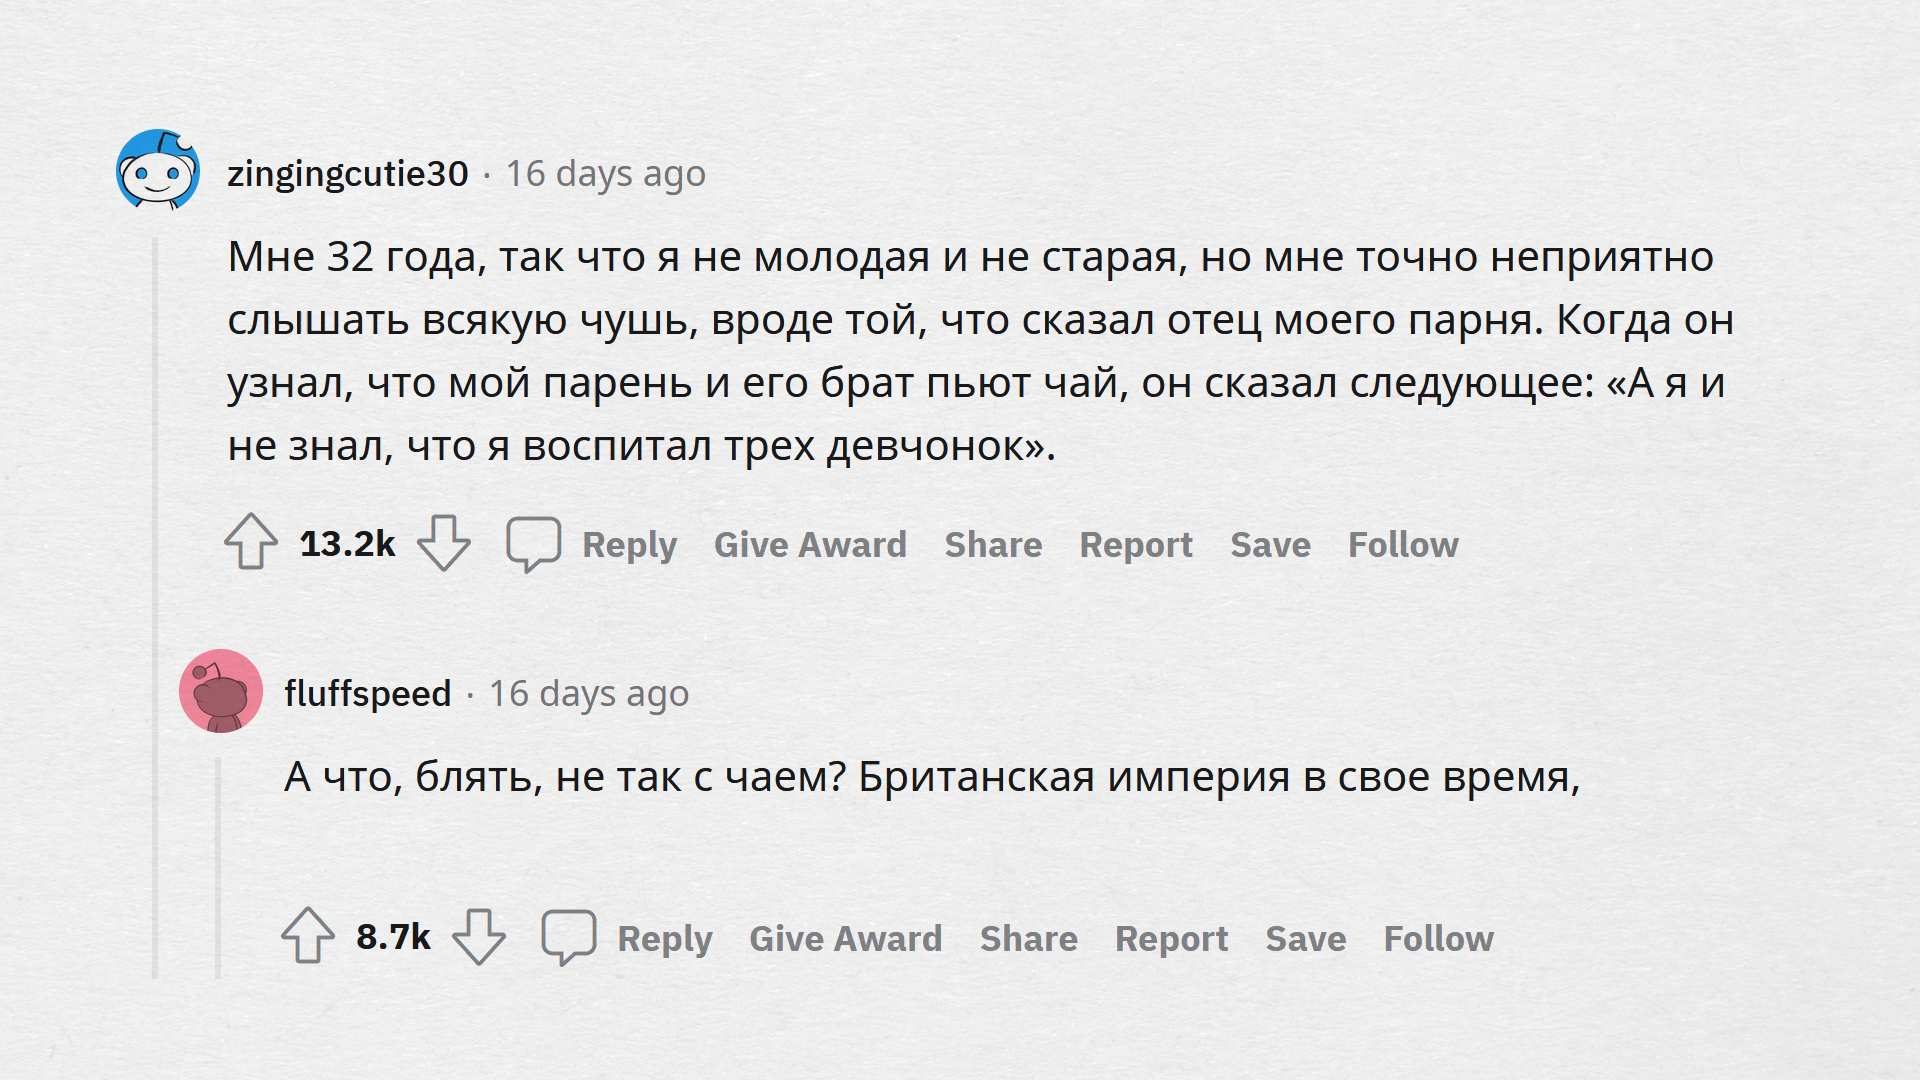 zingingcutie30 · 16 days ago
Мне 32 года, так что я не молодая и не старая, но мне точно неприятно
слышать всякую чушь, вроде той, что сказал отец моего парня. Когда он
узнал, что мой парень и его брат пьют чай, он сказал следующее: «А я и
не знал, что я воспитал трех девчонок».
13.2k Reply Give Award Share Report Save Follow
fluffspeed · 16 days ago
А что, блять, не так с чаем? Британская империя в свое время,
8.7k Reply Give Award Share Report Save Follow